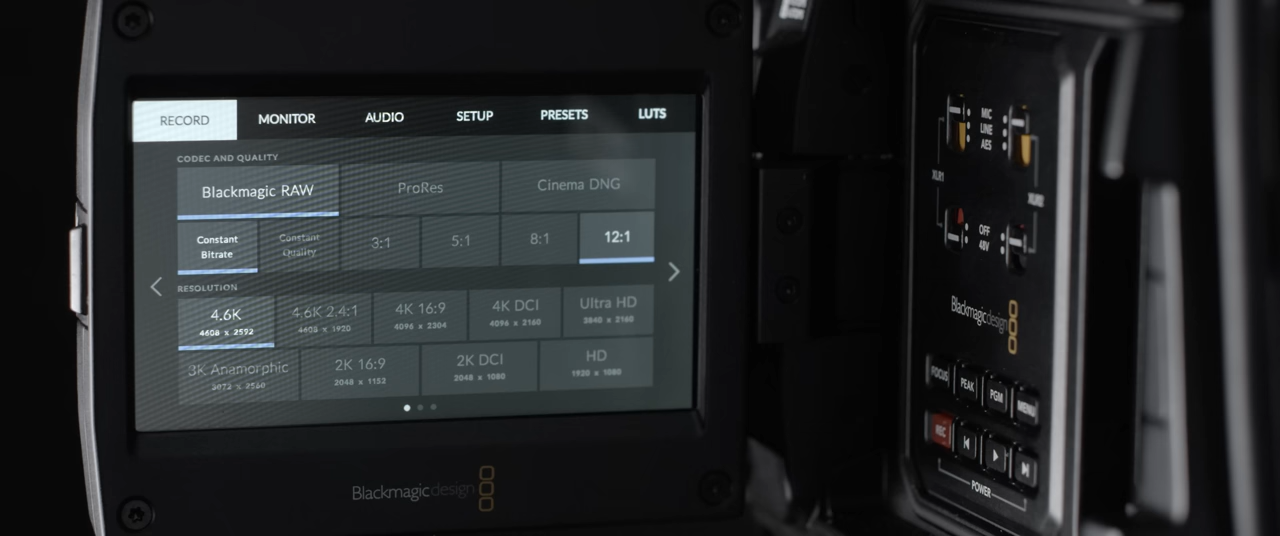 RECORD MONITOR AUDIO SETUP PRESETS LUTS
CODEC AND QUALITY
Blackmagic RAW ProRes Cinema DNG
Constant Bitrate Constant Quality 3:1 5:1 8:1 12:1
RESOLUTION
4.6K 4.6K 2.4:1 4K 16:9 4K DCI Ultra HD
4608 x 2592 4608 x 1920 4096 x 2304 4096 x 2160 3840 x 2160
3K Anamorphic 2K 16:9 2K DCI HD
3072 x 2560 2048 x 1152 2048 x 1080 1920 x 1080
Blackmagicdesign
MIC
LINE
AES
XLR1 XLR2
OFF
48V
Blackmagicdesign
FOCUS PEAK PGM MENU
REC
POWER